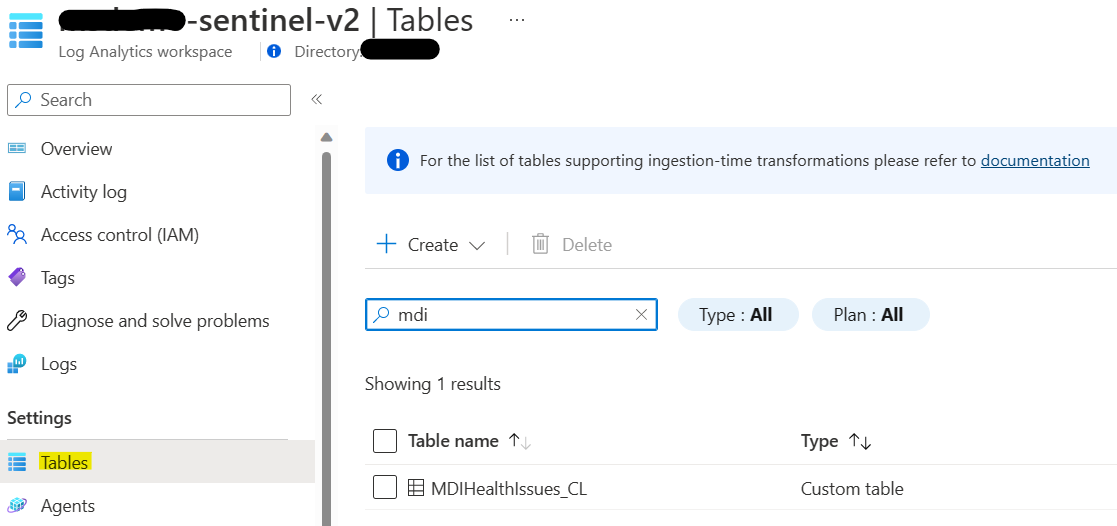 -sentinel-v2 | Tables ...
Log Analytics workspace Directory:
Search «
Overview
Activity log
Access control (IAM)
Tags
Diagnose and solve problems
Logs
Settings
Tables
Agents
For the list of tables supporting ingestion-time transformations please refer to documentation
Create Delete
mdi Type : All Plan : All
Showing 1 results
Table name Type
MDIHealthIssues_CL Custom table